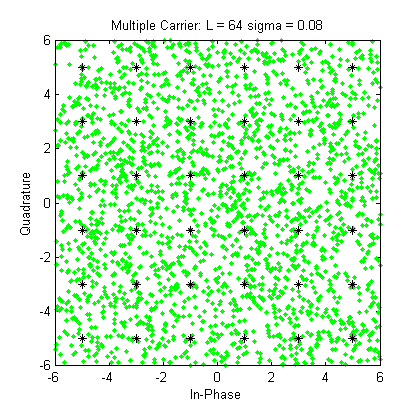 Multiple Carrier: L = 64 sigma = 0.08
6
4
2
0
-2
-4
-6
Quadrature
-6 -4 -2 0 2 4 6
In-Phase